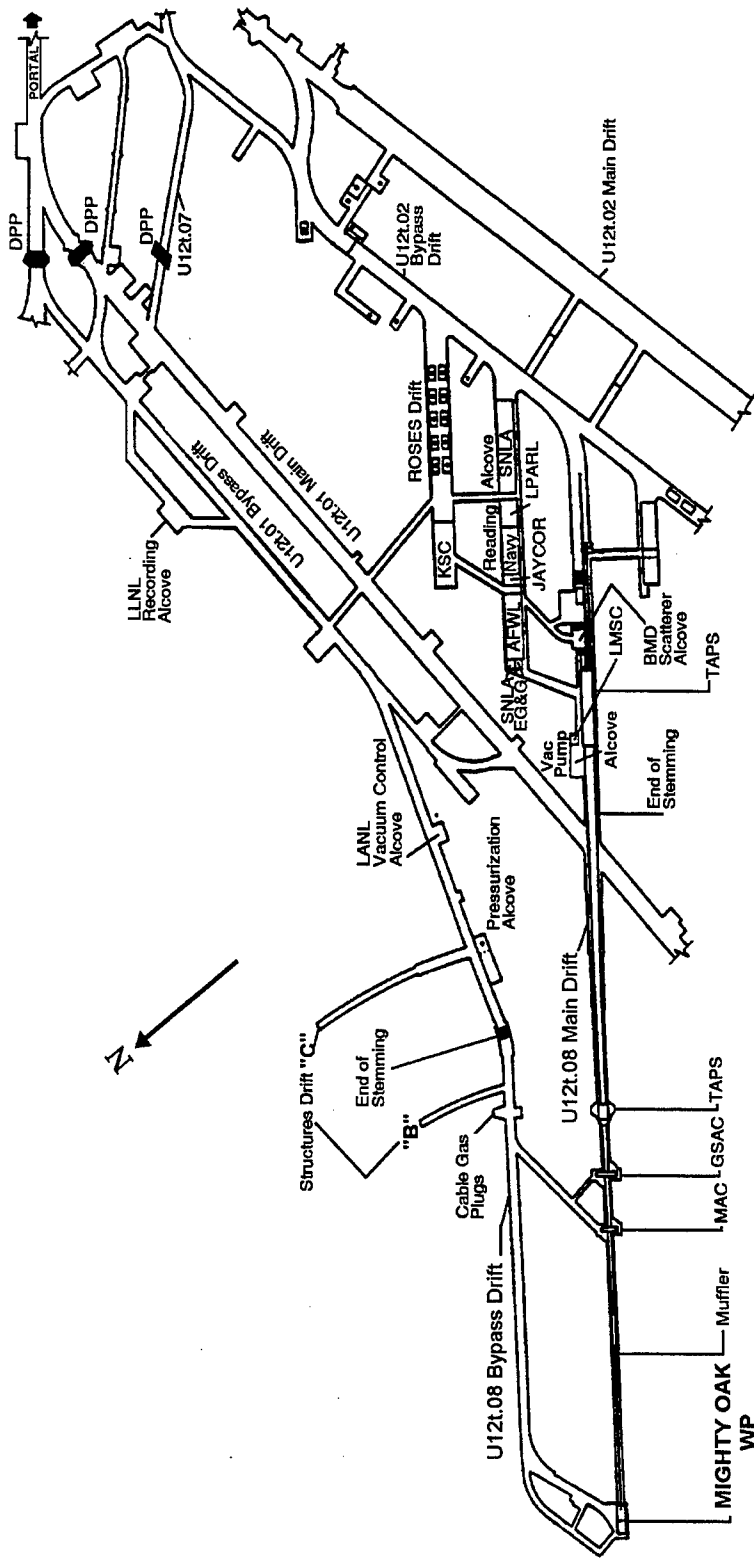 PORTAL
DPP
DPP
DPP
U12t.07
U12t.02
Bypass
Drift
U12t.02 Main Drift
LLNL
Recording
Alcove
U12t.01 Bypass Drift
U12t.01 Main Drift
ROSES Drift
Alcove
SNLA
LPARL
KSC
Reading
Navy
JAYCOR
AFWL
SNLA
EG&G
LMSC
BMD
Scatterer
Alcove
TAPS
Vac
Pump
Alcove
End of
Stemming
LANL
Vacuum Control
Alcove
Pressurization
Alcove
N
Structures Drift "C"
"B"
End of
Stemming
Cable Gas
Plugs
U12t.08 Main Drift
U12t.08 Bypass Drift
TAPS
GSAC
MAC
Muffler
MIGHTY OAK
WP